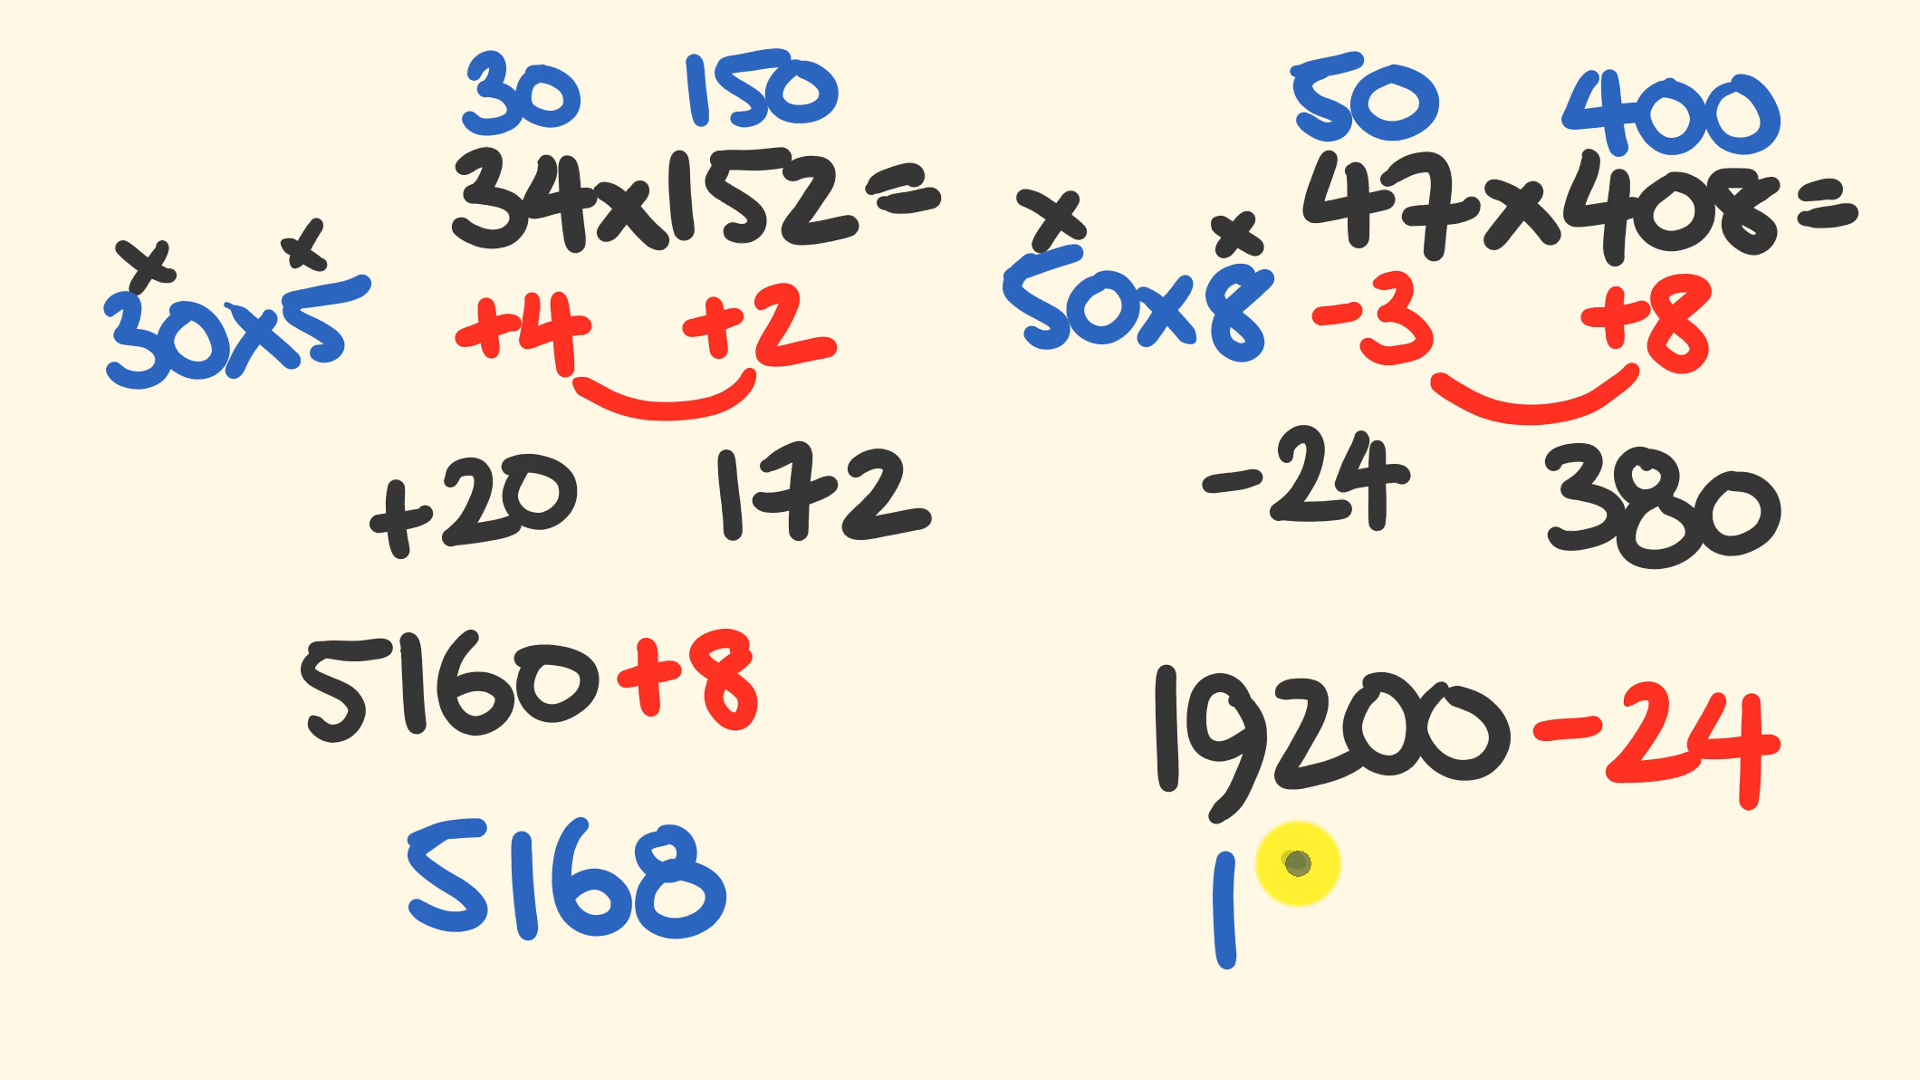 30 150
34x152=
x x
30x5
+4 +2
+20 172
5160+8
5168
50 400
47x408=
x x
50x8
-3 +8
-24 380
19200-24
1